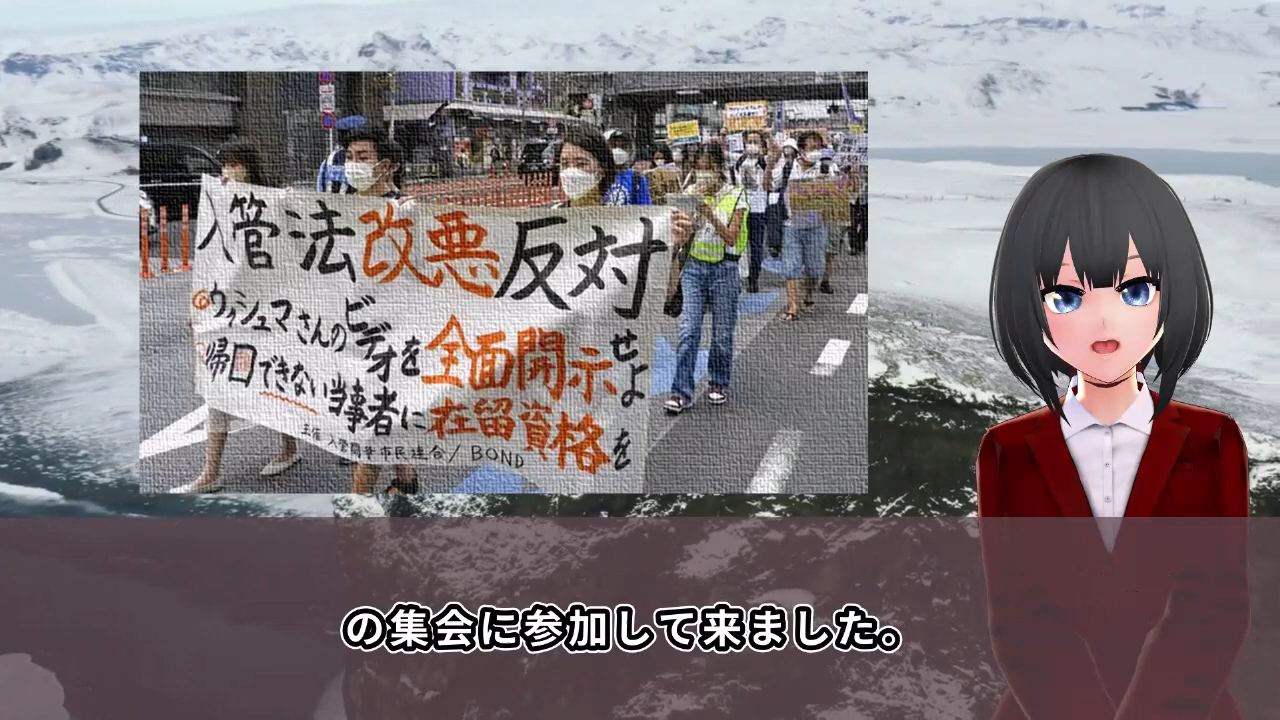 入管法改悪反対
◎ウィシュマさんのビデオを全面開示せよ
帰国できない当事者に在留資格を
主催 入管闘争市民連合/BOND
の集会に参加して来ました。